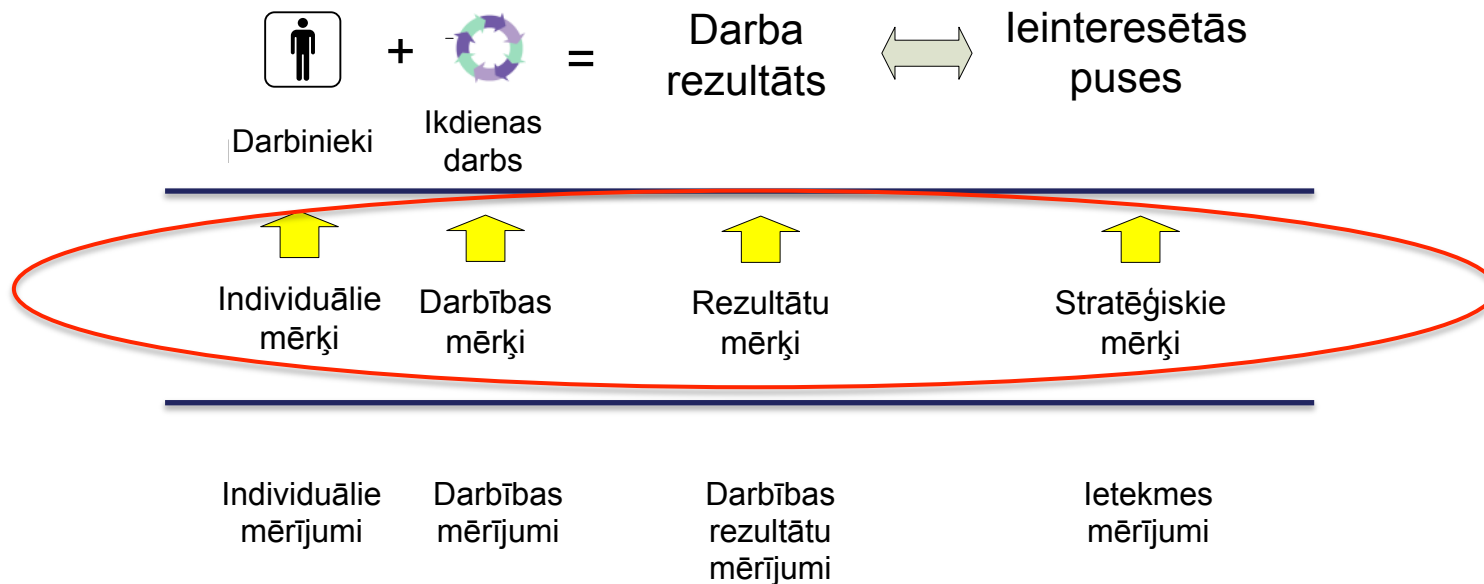 + = Darba
rezultāts
Ieinteresētās
puses
Darbinieki
Ikdienas
darbs
Individuālie
mērķi
Darbības
mērķi
Rezultātu
mērķi
Stratēģiskie
mērķi
Individuālie
mērījumi
Darbības
mērījumi
Darbības
rezultātu
mērījumi
Ietekmes
mērījumi